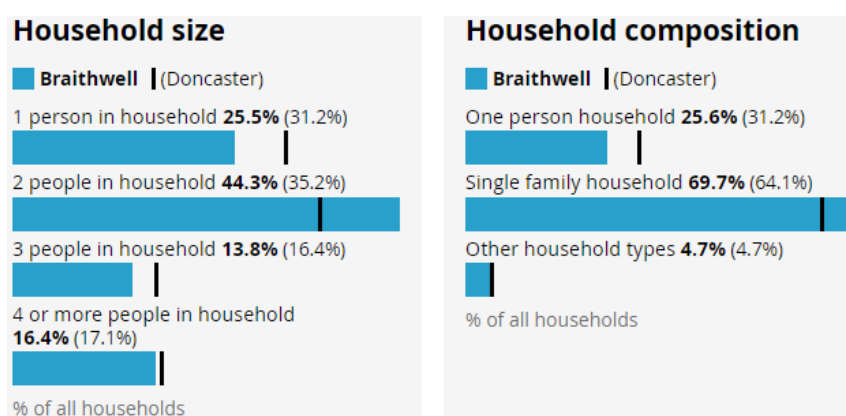 Household size
Braithwell (Doncaster)
1 person in household 25.5% (31.2%)
2 people in household 44.3% (35.2%)
3 people in household 13.8% (16.4%)
4 or more people in household
16.4% (17.1%)
% of all households
Household composition
Braithwell (Doncaster)
One person household 25.6% (31.2%)
Single family household 69.7% (64.1%)
Other household types 4.7% (4.7%)
% of all households